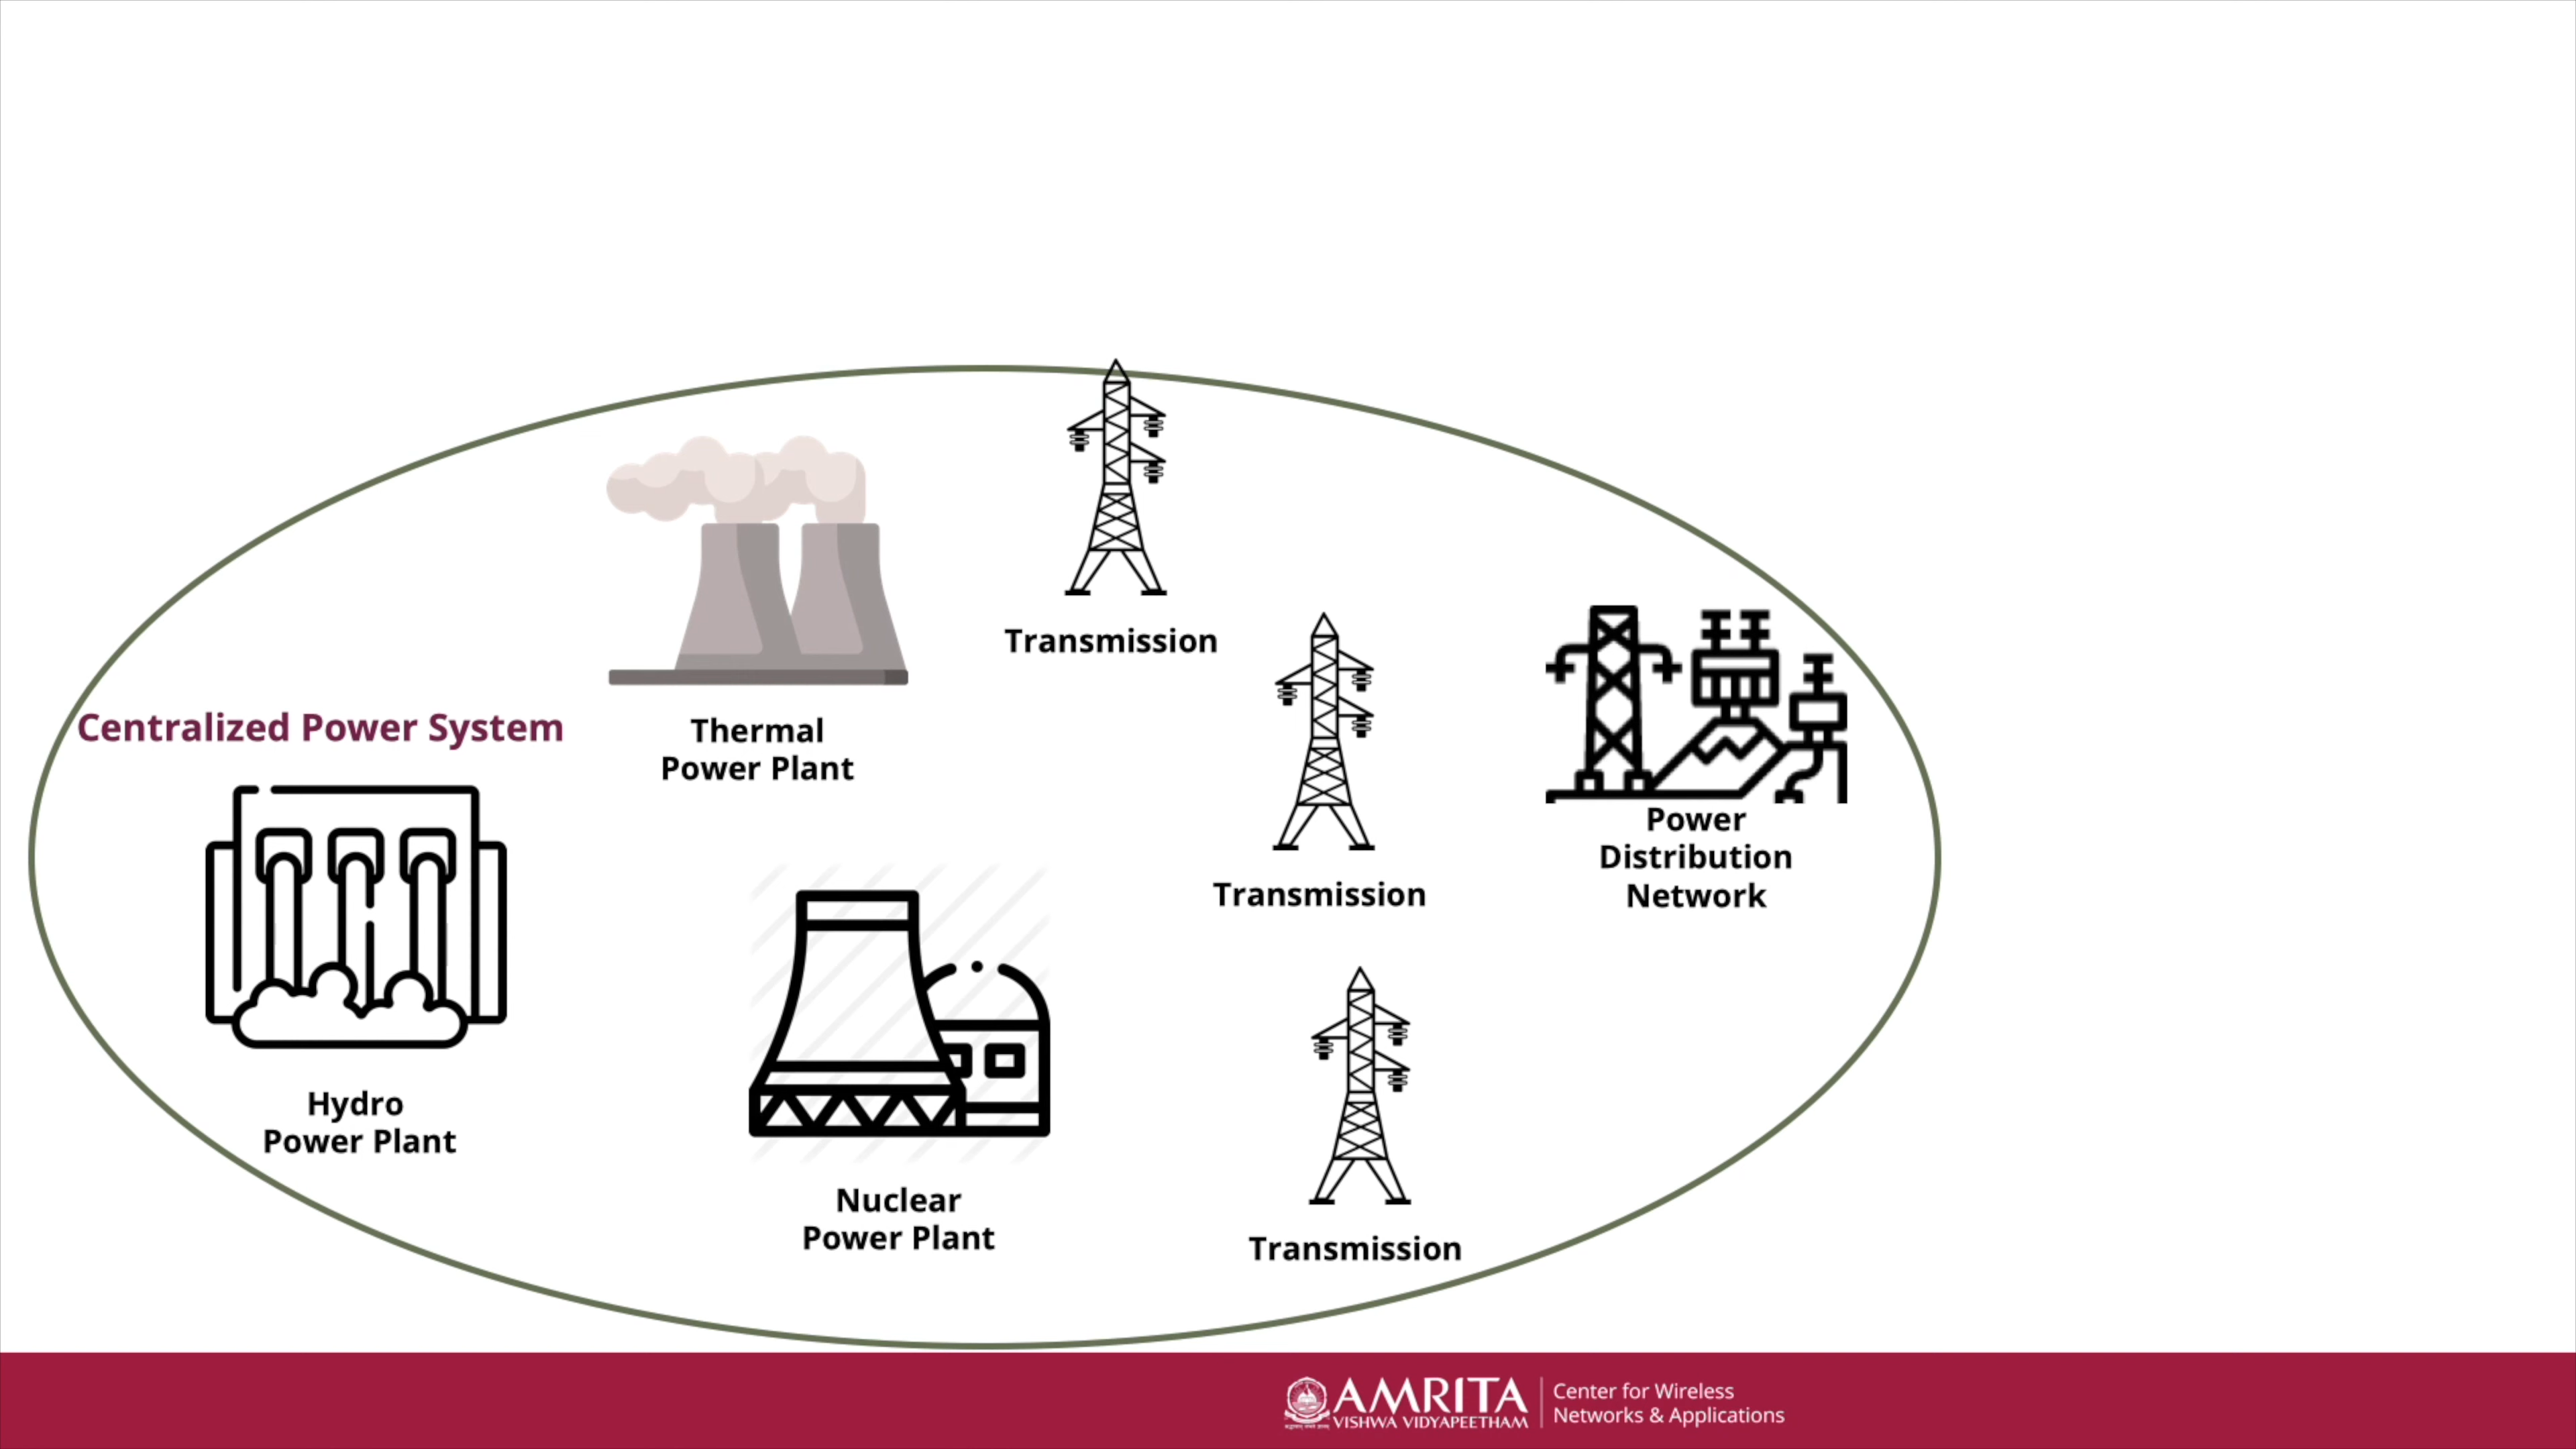 Transmission
Centralized Power System
Thermal
Power Plant
Transmission
Power
Distribution
Network
Hydro
Power Plant
Nuclear
Power Plant
Transmission
AMRITA
VISHWA VIDYAPEETHAM
Center for Wireless
Networks & Applications